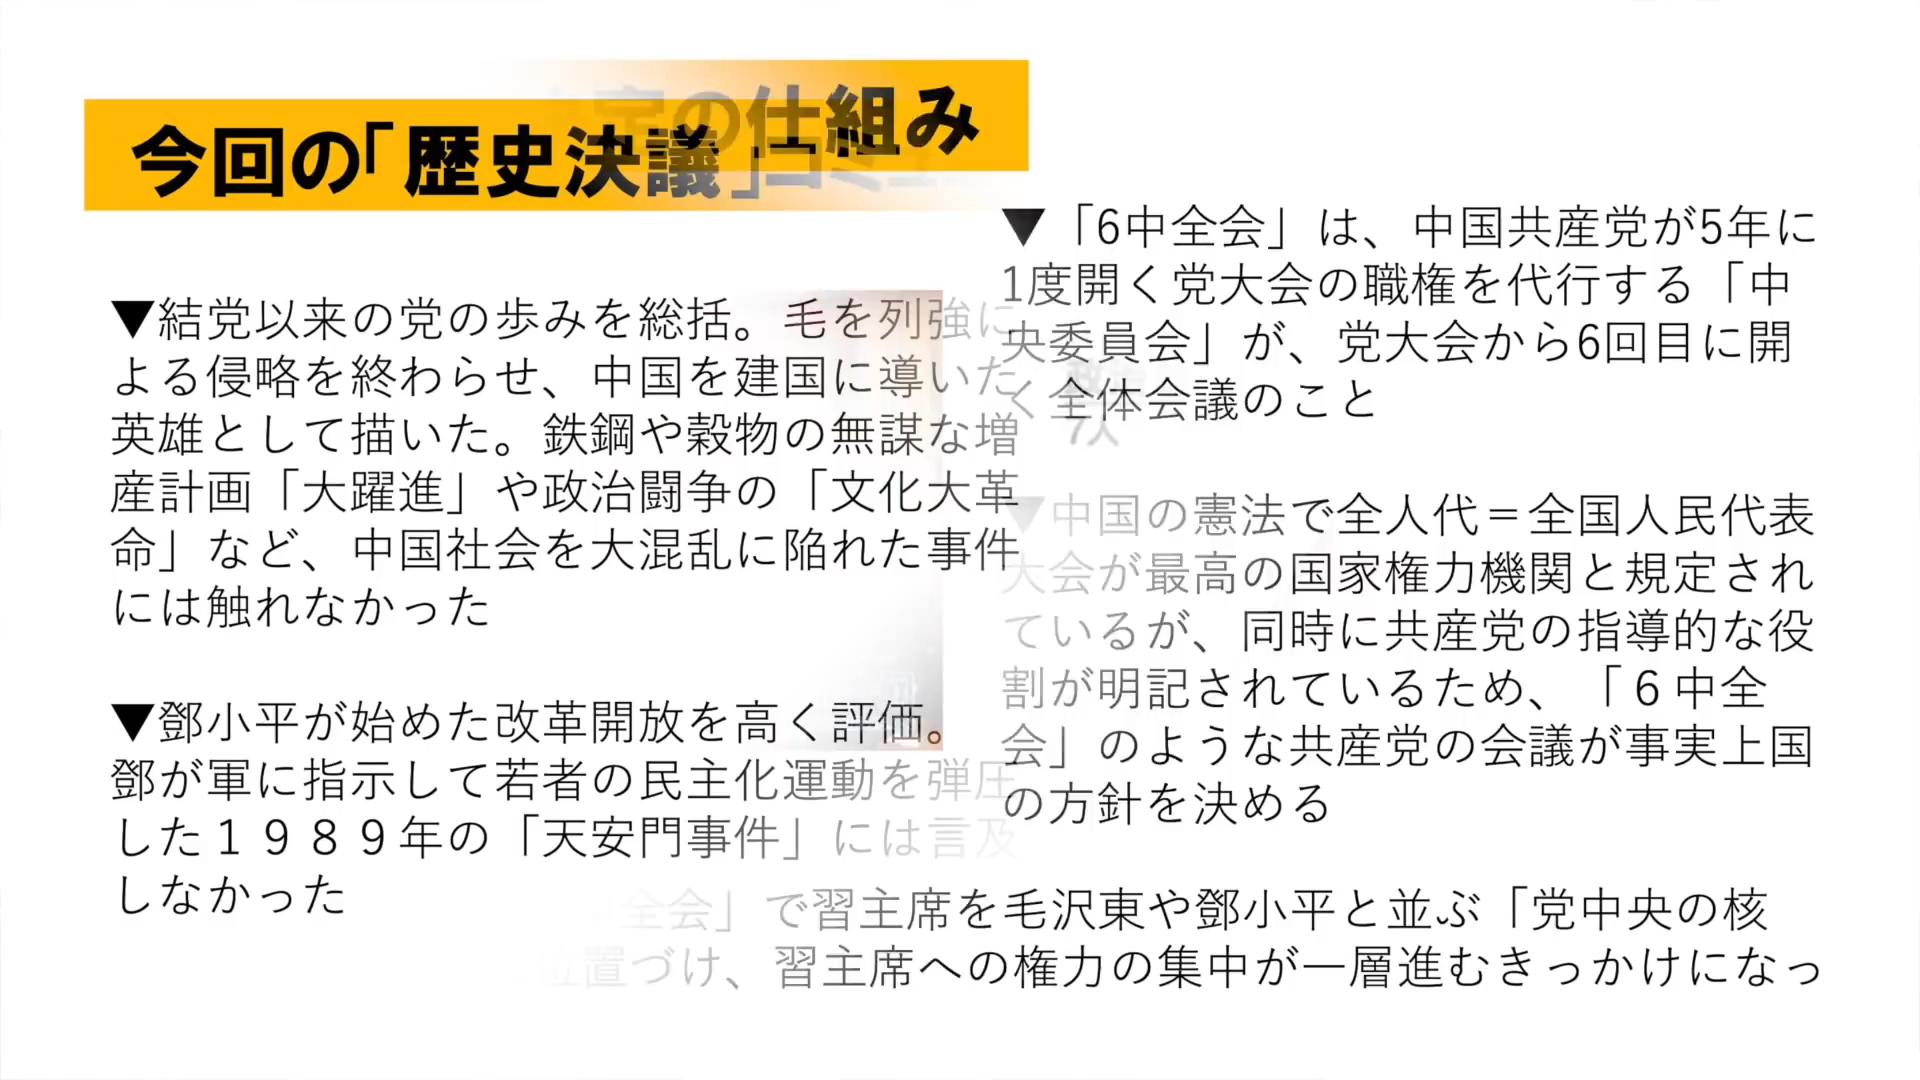 今回の「歴史決議」コミュ
定の仕組み
▼結党以来の党の歩みを総括。毛を列強に
よる侵略を終わらせ、中国を建国に導いた
英雄として描いた。鉄鋼や穀物の無謀な増
産計画「大躍進」や政治闘争の「文化大革
命」など、中国社会を大混乱に陥れた事件
には触れなかった
▼鄧小平が始めた改革開放を高く評価。
鄧が軍に指示して若者の民主化運動を弾圧
した１９８９年の「天安門事件」には言及
しなかった
▼「6中全会」は、中国共産党が5年に
1度開く党大会の職権を代行する「中
央委員会」が、党大会から6回目に開
く全体会議のこと
7人
▼中国の憲法で全人代＝全国人民代表
大会が最高の国家権力機関と規定され
ているが、同時に共産党の指導的な役
割が明記されているため、「６中全
会」のような共産党の会議が事実上国
の方針を決める
全会」で習主席を毛沢東や鄧小平と並ぶ「党中央の核
位置づけ、習主席への権力の集中が一層進むきっかけになっ